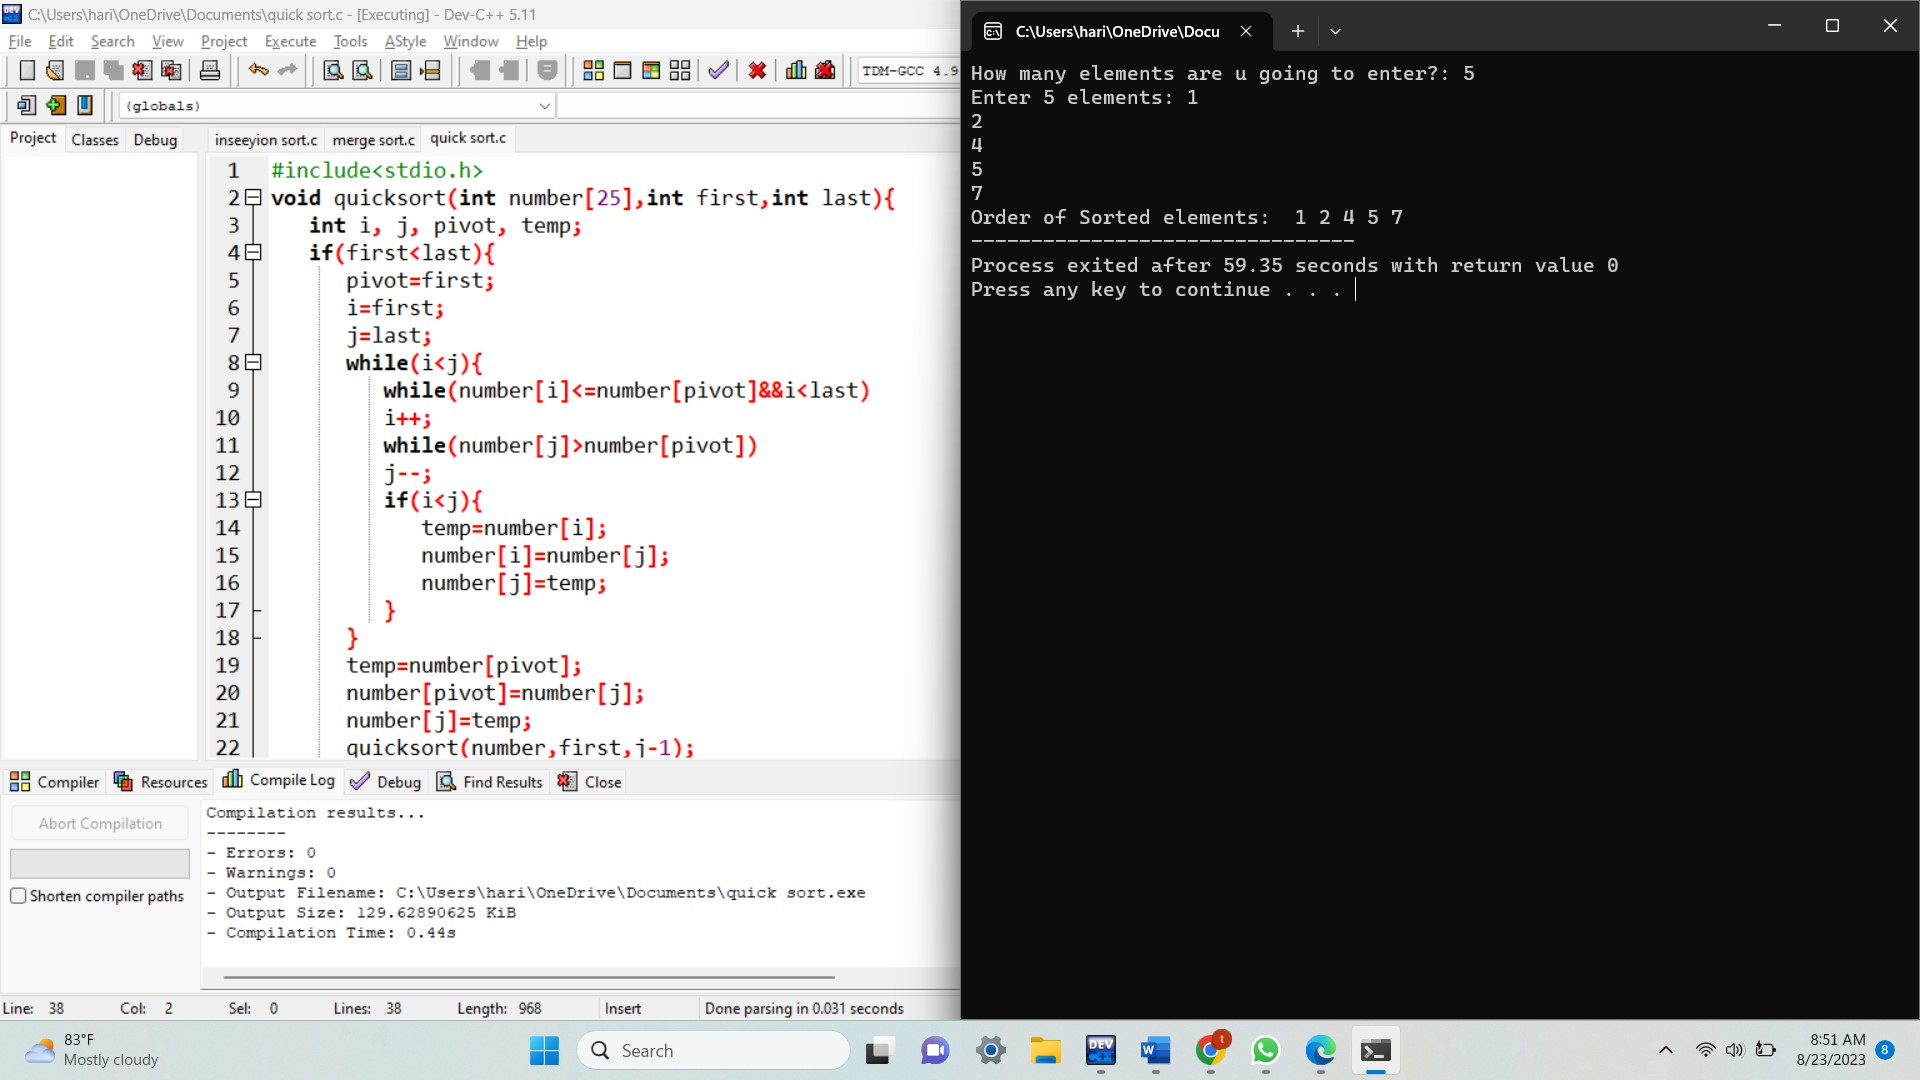 C:\Users\hari\OneDrive\Documents\quick sort.c - [Executing] - Dev-C++ 5.11
File Edit Search View Project Execute Tools AStyle Window Help
TDM-GCC 4.9
(globals)
Project Classes Debug
inseeyion sort.c merge sort.c quick sort.c
1 #include<stdio.h>
2 void quicksort(int number[25],int first,int last){
3 int i, j, pivot, temp;
4 if(first<last){
5 pivot=first;
6 i=first;
7 j=last;
8 while(i<j){
9 while(number[i]<=number[pivot]&&i<last)
10 i++;
11 while(number[j]>number[pivot])
12 j--;
13 if(i<j){
14 temp=number[i];
15 number[i]=number[j];
16 number[j]=temp;
17 }
18 }
19 temp=number[pivot];
20 number[pivot]=number[j];
21 number[j]=temp;
22 quicksort(number,first,j-1);
Compiler Resources Compile Log Debug Find Results Close
Abort Compilation
Shorten compiler paths
Compilation results...
--------
- Errors: 0
- Warnings: 0
- Output Filename: C:\Users\hari\OneDrive\Documents\quick sort.exe
- Output Size: 129.62890625 KiB
- Compilation Time: 0.44s
Line: 38 Col: 2 Sel: 0 Lines: 38 Length: 968 Insert Done parsing in 0.031 seconds
C:\Users\hari\OneDrive\Docu
How many elements are u going to enter?: 5
Enter 5 elements: 1
2
4
5
7
Order of Sorted elements:  1 2 4 5 7
--------------------------------
Process exited after 59.35 seconds with return value 0
Press any key to continue . . .
83°F
Mostly cloudy
Search
DEV
C++
W
t
8:51 AM
8/23/2023
8